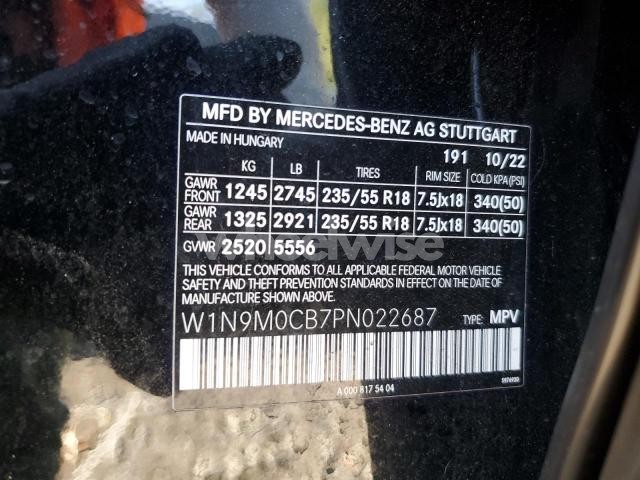 MFD BY MERCEDES-BENZ AG STUTTGART
MADE IN HUNGARY 191 10/22
KG LB TIRES RIM SIZE COLD KPA(PSI)
GAWR FRONT 1245 2745 235/55 R18 7.5Jx18 340(50)
GAWR REAR 1325 2921 235/55 R18 7.5Jx18 340(50)
GVWR 2520 5556
wheelwise
THIS VEHICLE CONFORMS TO ALL APPLICABLE FEDERAL MOTOR VEHICLE
SAFETY AND THEFT PREVENTION STANDARDS IN EFFECT ON THE DATE
OF MANUFACTURE SHOWN ABOVE.
W1N9M0CB7PN022687 TYPE: MPV
A 000 817 54 04